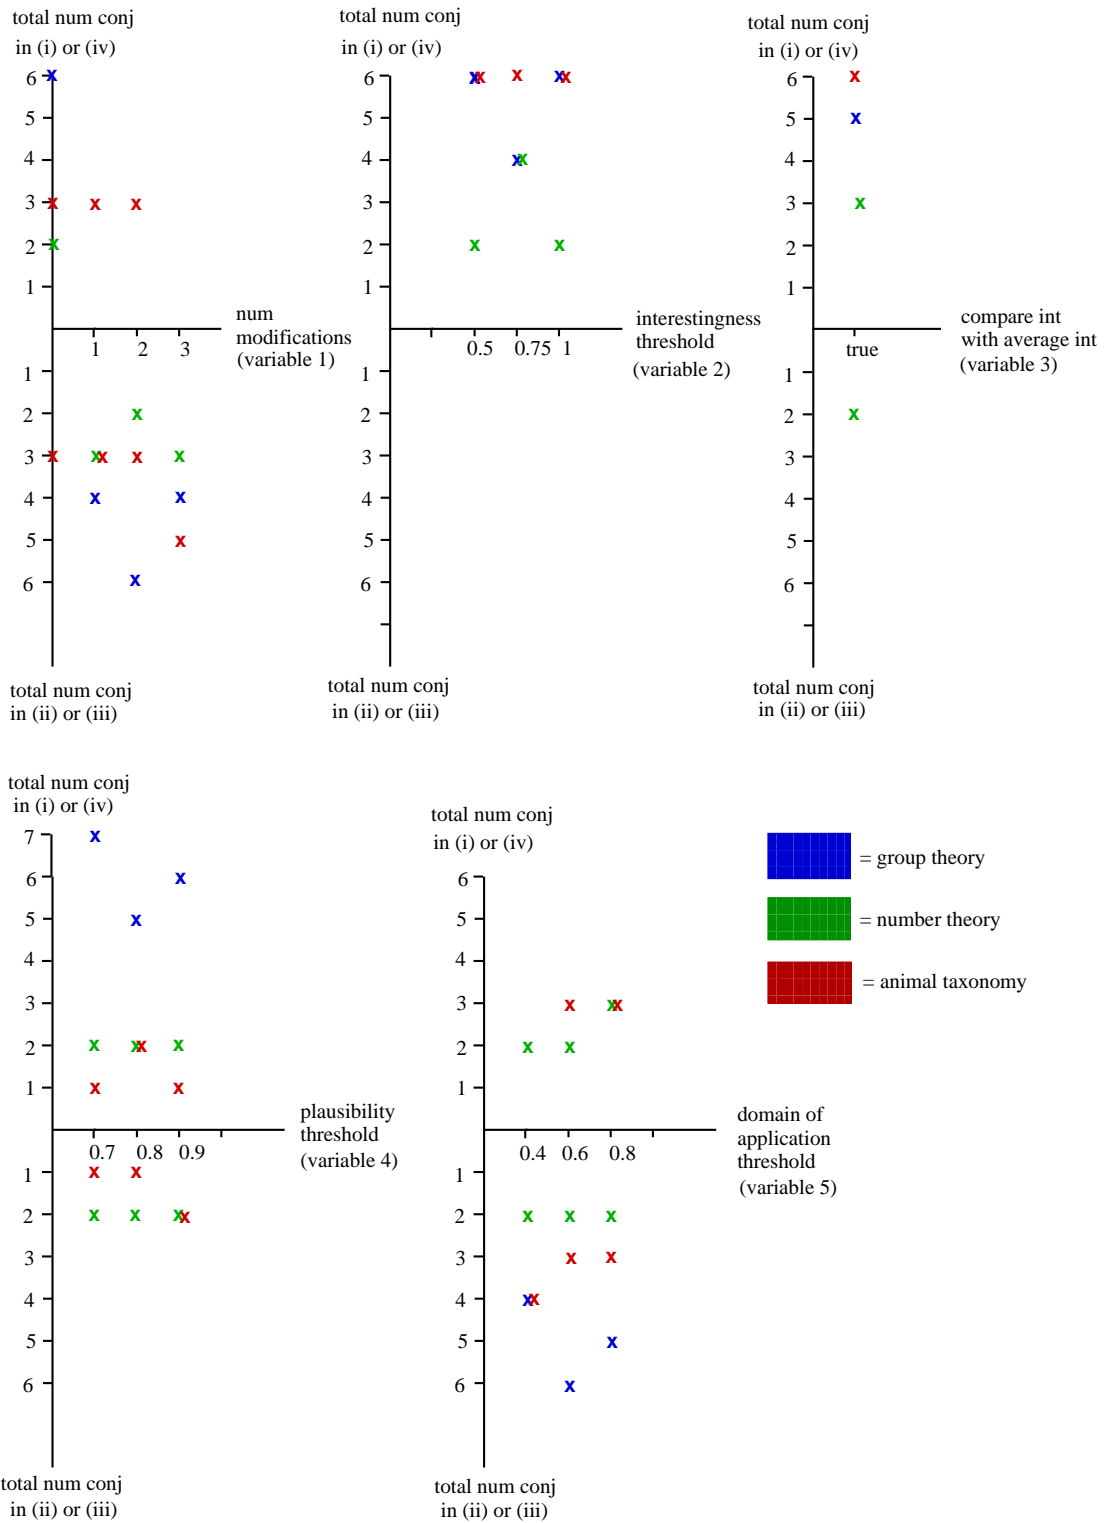 total num conj
in (i) or (iv)
6
5
4
3
2
1
1 2 3
num
modifications
(variable 1)
1
2
3
4
5
6
total num conj
in (ii) or (iii)
total num conj
in (i) or (iv)
6
5
4
3
2
1
0.5 0.75 1
interestingness
threshold
(variable 2)
1
2
3
4
5
6
total num conj
in (ii) or (iii)
total num conj
in (i) or (iv)
6
5
4
3
2
1
true
compare int
with average int
(variable 3)
1
2
3
4
5
6
total num conj
in (ii) or (iii)
total num conj
in (i) or (iv)
7
6
5
4
3
2
1
0.7 0.8 0.9
plausibility
threshold
(variable 4)
1
2
3
4
5
6
total num conj
in (ii) or (iii)
total num conj
in (i) or (iv)
6
5
4
3
2
1
0.4 0.6 0.8
domain of
application
threshold
(variable 5)
1
2
3
4
5
6
total num conj
in (ii) or (iii)
= group theory
= number theory
= animal taxonomy